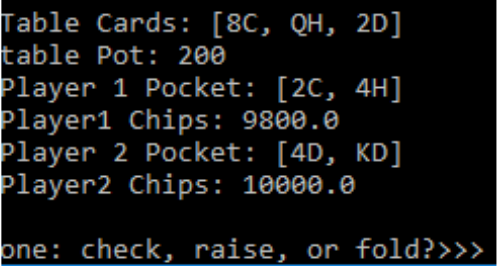 Table Cards: [8C, QH, 2D]
table Pot: 200
Player 1 Pocket: [2C, 4H]
Player1 Chips: 9800.0
Player 2 Pocket: [4D, KD]
Player2 Chips: 10000.0
one: check, raise, or fold?>>>